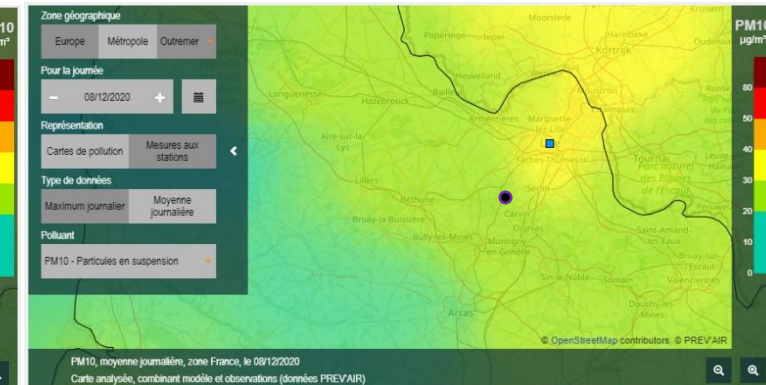 10
m³
Zone géographique
Europe Métropole Outremer
Pour la journée
- 08/12/2020 +
Représentation
Cartes de pollution Mesures aux stations
Type de données
Maximum journalier Moyenne journalière
Polluant
PM10 - Particules en suspension
Moorslede
Poperinge Ieper
Harelbeke
Kortrijk
Oudenaa
Heuvelland
Mouscron
Ronse
Longuenesse
Hazebrouck
Armentières
Marquette
lez-Lille
Aire-sur-la-
Lys
Faches-Thumesnil
Tournai
Leuze
Parc naturel
des Plaines
de l'Escaut
Lillers
Béthune
Seclin
Péruwel
Carvin
Bruay-la-Buissière
Oignies
Saint-Amand
les-Eaux
Bully-les-Mines
Montigny
en-Gohelle
Bruay-sur-
l'Escaut
Sin-le-Noble
Somain
Valenciennes
Douchy-les-
Mines
Arras
© OpenStreetMap contributors, © PREV'AIR
PM10
µg/m³
80
50
40
30
20
10
0
PM10, moyenne journalière, zone France, le 08/12/2020
Carte analysée, combinant modèle et observations (données PREV'AIR)